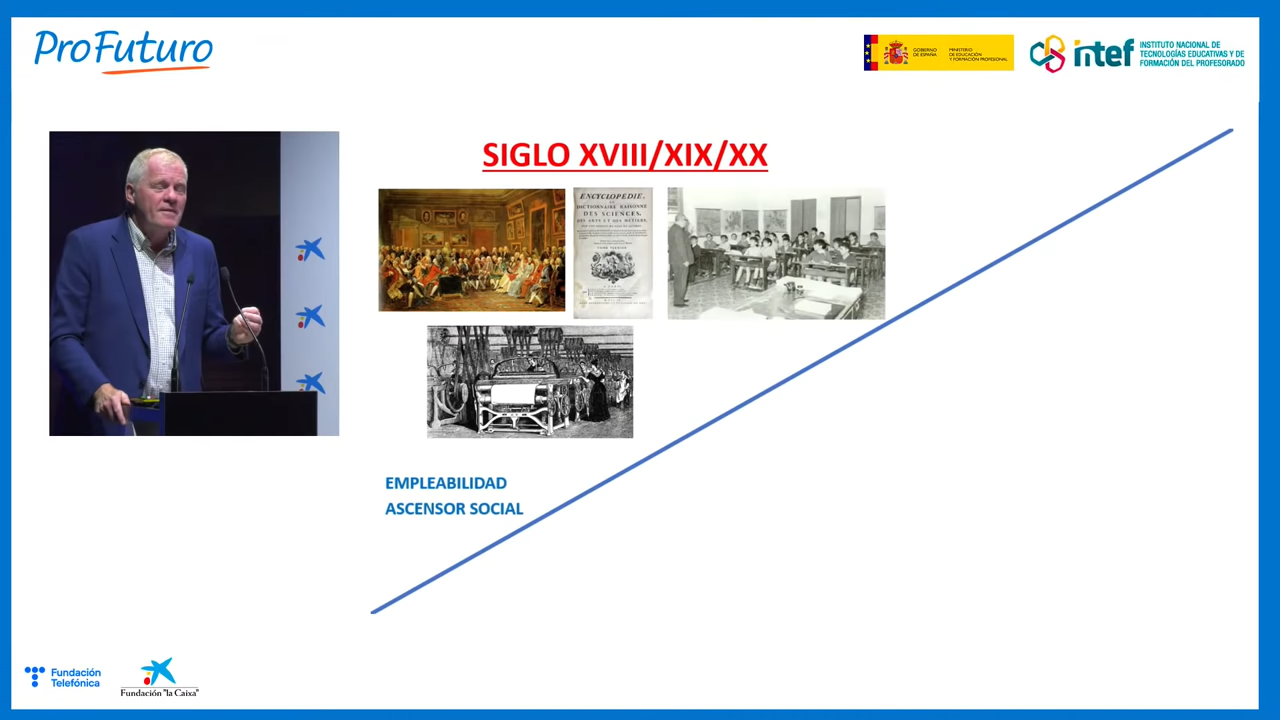 ProFuturo
GOBIERNO
DE ESPAÑA
MINISTERIO
DE EDUCACIÓN
Y FORMACIÓN PROFESIONAL
intef
INSTITUTO NACIONAL DE
TECNOLOGÍAS EDUCATIVAS Y DE
FORMACIÓN DEL PROFESORADO
SIGLO XVIII/XIX/XX
ENCYCLOPEDIE,
DICTIONNAIRE RAISONNÉ
DES SCIENCES,
DES ARTS ET DES MÉTIERS,
EMPLEABILIDAD
ASCENSOR SOCIAL
Fundación
Telefónica
Fundación "la Caixa"